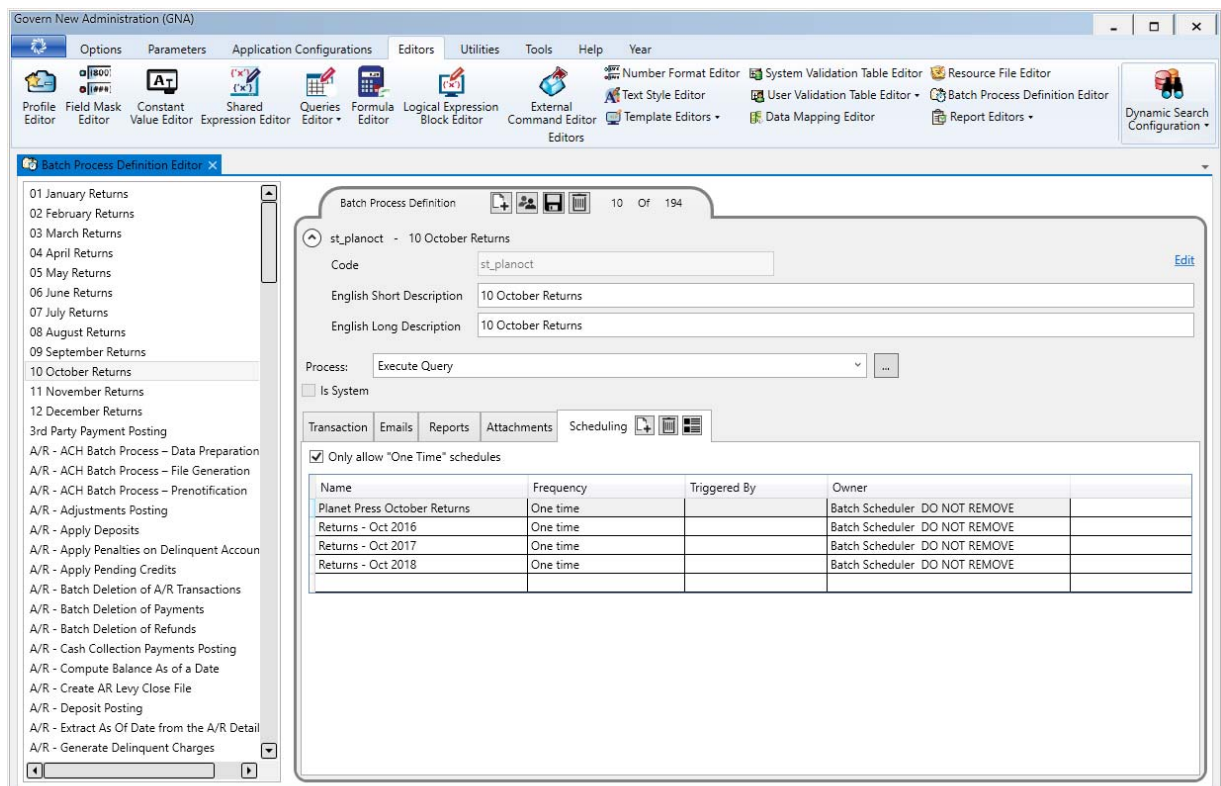 Govern New Administration (GNA)
Options Parameters Application Configurations Editors Utilities Tools Help Year
Profile Editor
Field Mask Editor
Constant Value Editor
Shared Expression Editor
Queries Editor
Formula Editor
Logical Expression Block Editor
External Command Editor
Number Format Editor
Text Style Editor
Template Editors
System Validation Table Editor
User Validation Table Editor
Data Mapping Editor
Resource File Editor
Batch Process Definition Editor
Report Editors
Dynamic Search Configuration
Editors
Batch Process Definition Editor
01 January Returns
02 February Returns
03 March Returns
04 April Returns
05 May Returns
06 June Returns
07 July Returns
08 August Returns
09 September Returns
10 October Returns
11 November Returns
12 December Returns
3rd Party Payment Posting
A/R - ACH Batch Process – Data Preparation
A/R - ACH Batch Process – File Generation
A/R - ACH Batch Process – Prenotification
A/R - Adjustments Posting
A/R - Apply Deposits
A/R - Apply Penalties on Delinquent Accoun
A/R - Apply Pending Credits
A/R - Batch Deletion of A/R Transactions
A/R - Batch Deletion of Payments
A/R - Batch Deletion of Refunds
A/R - Cash Collection Payments Posting
A/R - Compute Balance As of a Date
A/R - Create AR Levy Close File
A/R - Deposit Posting
A/R - Extract As Of Date from the A/R Detail
A/R - Generate Delinquent Charges
Batch Process Definition 10 Of 194
st_planoct - 10 October Returns
Code st_planoct Edit
English Short Description 10 October Returns
English Long Description 10 October Returns
Process: Execute Query ...
Is System
Transaction Emails Reports Attachments Scheduling
Only allow "One Time" schedules
Name Frequency Triggered By Owner
Planet Press October Returns One time Batch Scheduler DO NOT REMOVE
Returns - Oct 2016 One time Batch Scheduler DO NOT REMOVE
Returns - Oct 2017 One time Batch Scheduler DO NOT REMOVE
Returns - Oct 2018 One time Batch Scheduler DO NOT REMOVE